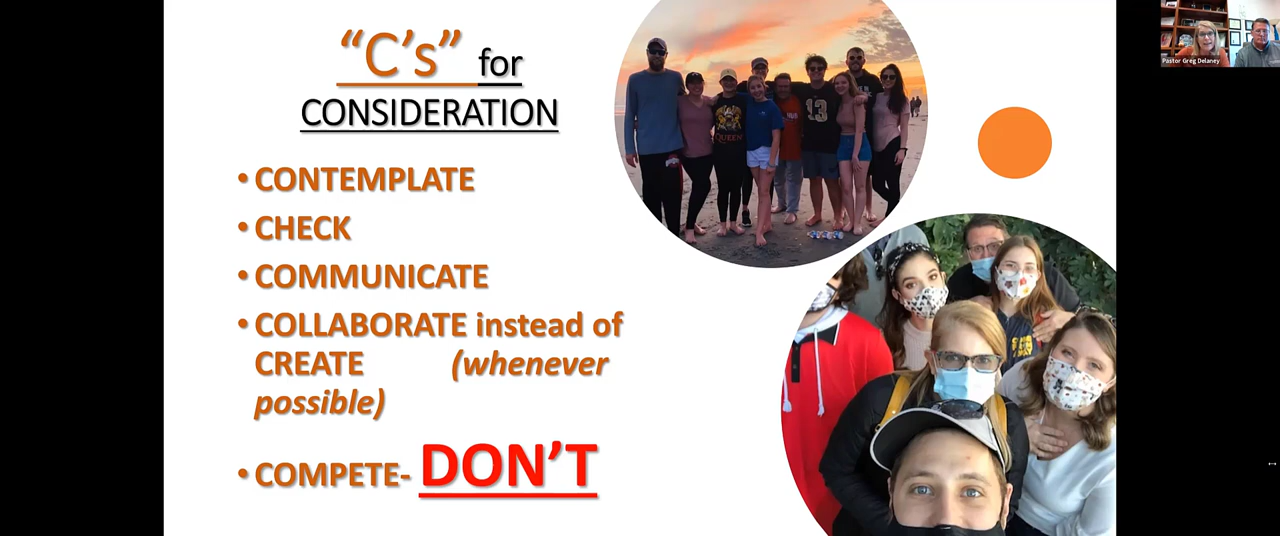 “C’s” for
CONSIDERATION
• CONTEMPLATE
• CHECK
• COMMUNICATE
• COLLABORATE instead of
CREATE (whenever
possible)
• COMPETE- DON’T
QUEEN
13
Pastor Greg Delaney